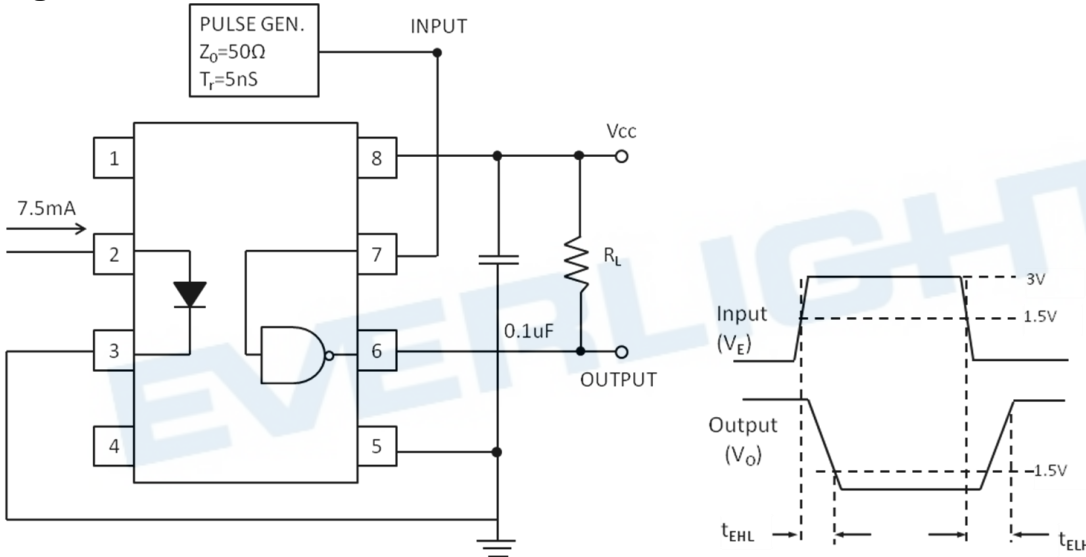 PULSE GEN.
Z₀=50Ω
Tᵣ=5nS
INPUT
Vcc
1
8
7.5mA
2
7
R_L
3
6
0.1uF
OUTPUT
4
5
EVERLIGHT
Input
(V_E)
3V
1.5V
Output
(V_O)
1.5V
t_EHL
t_ELH